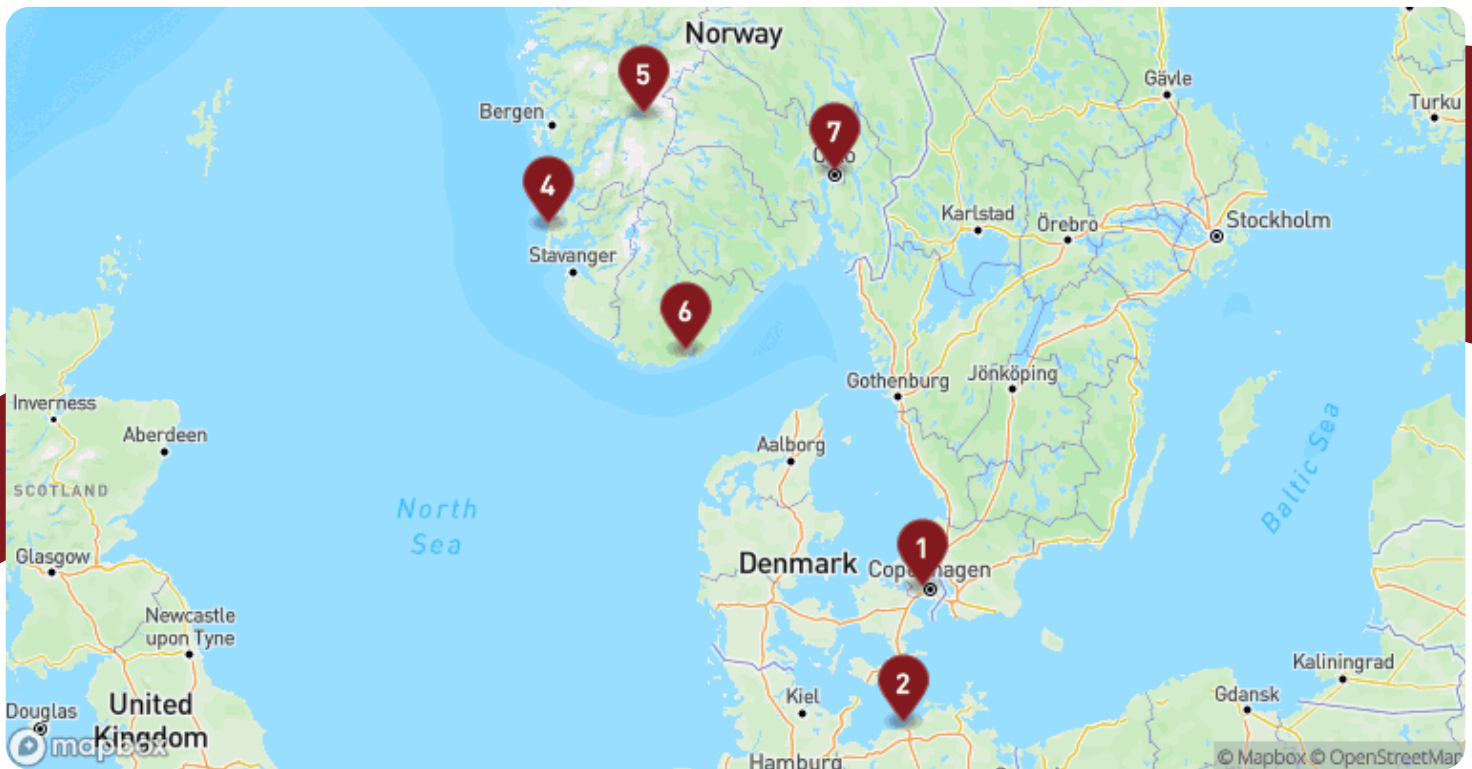 Norway
5
Gävle
Turku
Bergen
7
Oslo
4
Karlstad
Örebro
Stockholm
Stavanger
6
Gothenburg
Jönköping
Inverness
Aberdeen
Aalborg
SCOTLAND
North
Sea
Baltic Sea
Glasgow
1
Denmark
Copenhagen
Newcastle
upon Tyne
Kaliningrad
2
Kiel
Gdansk
Douglas
United
Kingdom
mapbox
Hamburg
© Mapbox © OpenStreetMap